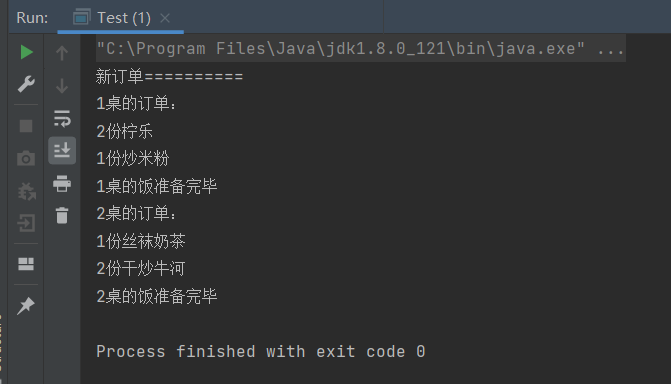 Run:
Test (1)
"C:\Program Files\Java\jdk1.8.0_121\bin\java.exe" ...
新订单==========
1桌的订单：
2份柠乐
1份炒米粉
1桌的饭准备完毕
2桌的订单：
1份丝袜奶茶
2份干炒牛河
2桌的饭准备完毕
Process finished with exit code 0